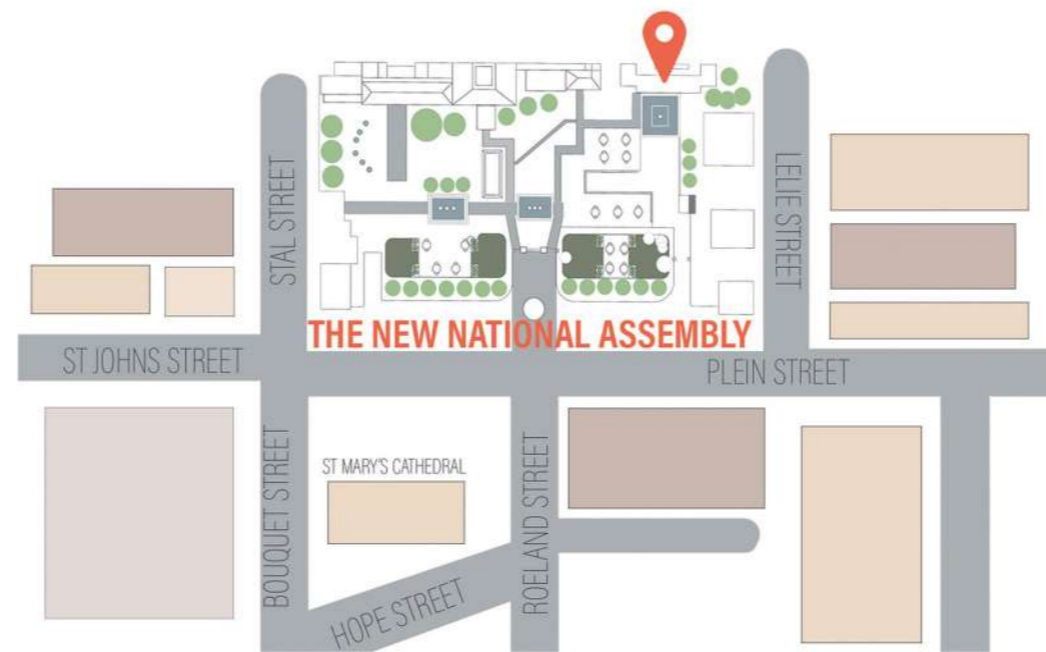 STAL STREET
LELIE STREET
THE NEW NATIONAL ASSEMBLY
ST JOHNS STREET
PLEIN STREET
BOUQUET STREET
ST MARY'S CATHEDRAL
ROELAND STREET
HOPE STREET